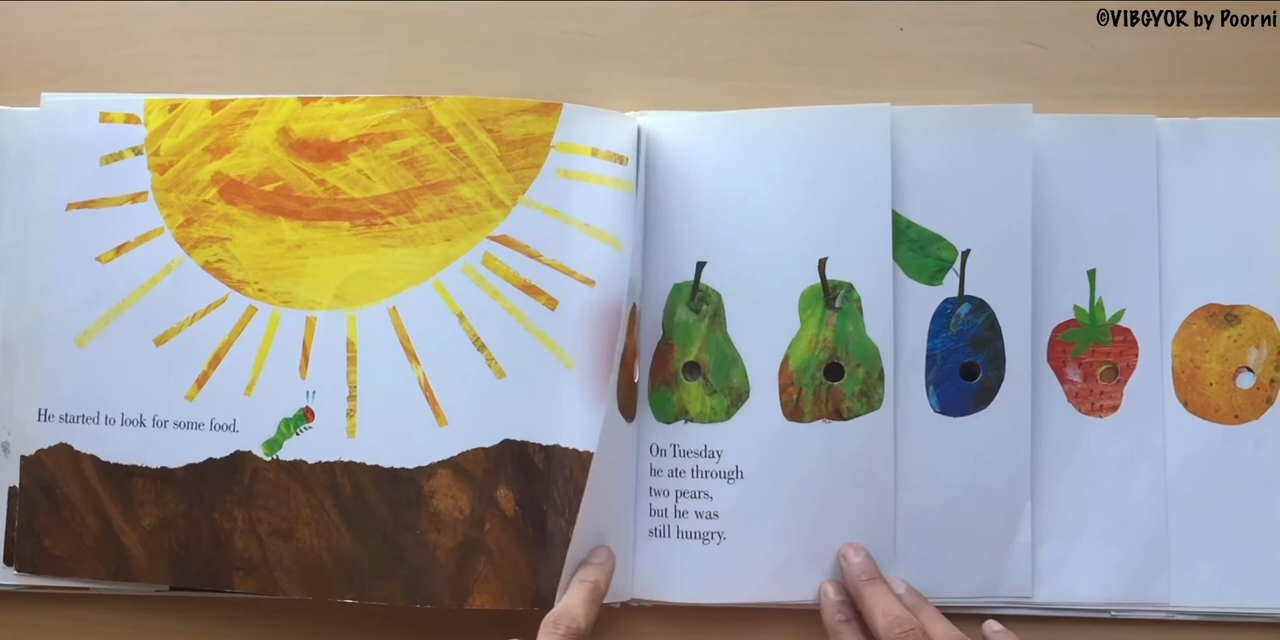 ©VIBGYOR by Poorni
He started to look for some food.
On Tuesday
he ate through
two pears,
but he was
still hungry.